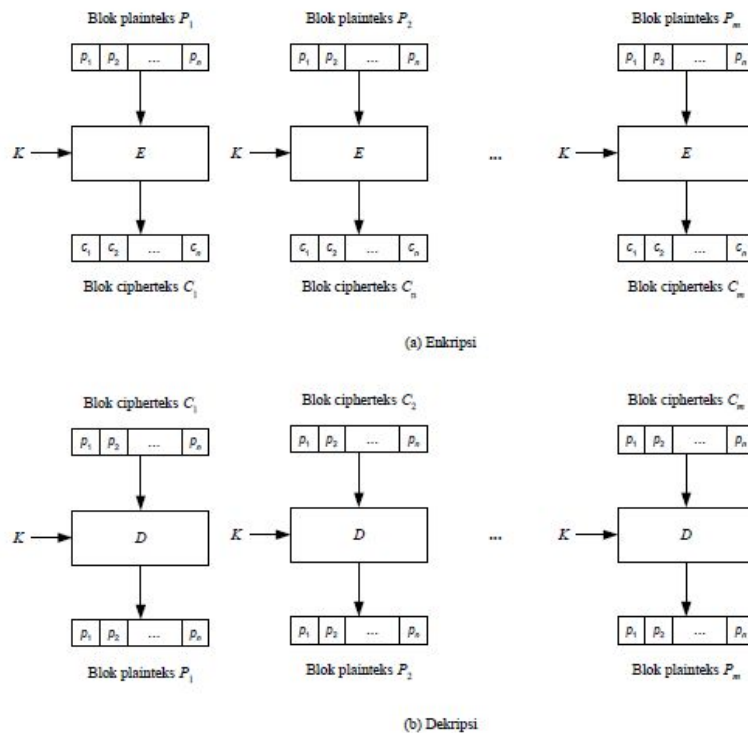 Blok plainteks P1 Blok plainteks P2 Blok plainteks Pm
p1 p2 ... pn p1 p2 ... pn p1 p2 ... pn
K E K E ... K E
c1 c2 ... cn c1 c2 ... cn c1 c2 ... cn
Blok cipherteks C1 Blok cipherteks Cn Blok cipherteks Cm
(a) Enkripsi
Blok cipherteks C1 Blok cipherteks C2 Blok cipherteks Cm
p1 p2 ... pn p1 p2 ... pn p1 p2 ... pn
K D K D ... K D
p1 p2 ... pn p1 p2 ... pn p1 p2 ... pn
Blok plainteks P1 Blok plainteks P2 Blok plainteks Pm
(b) Dekripsi